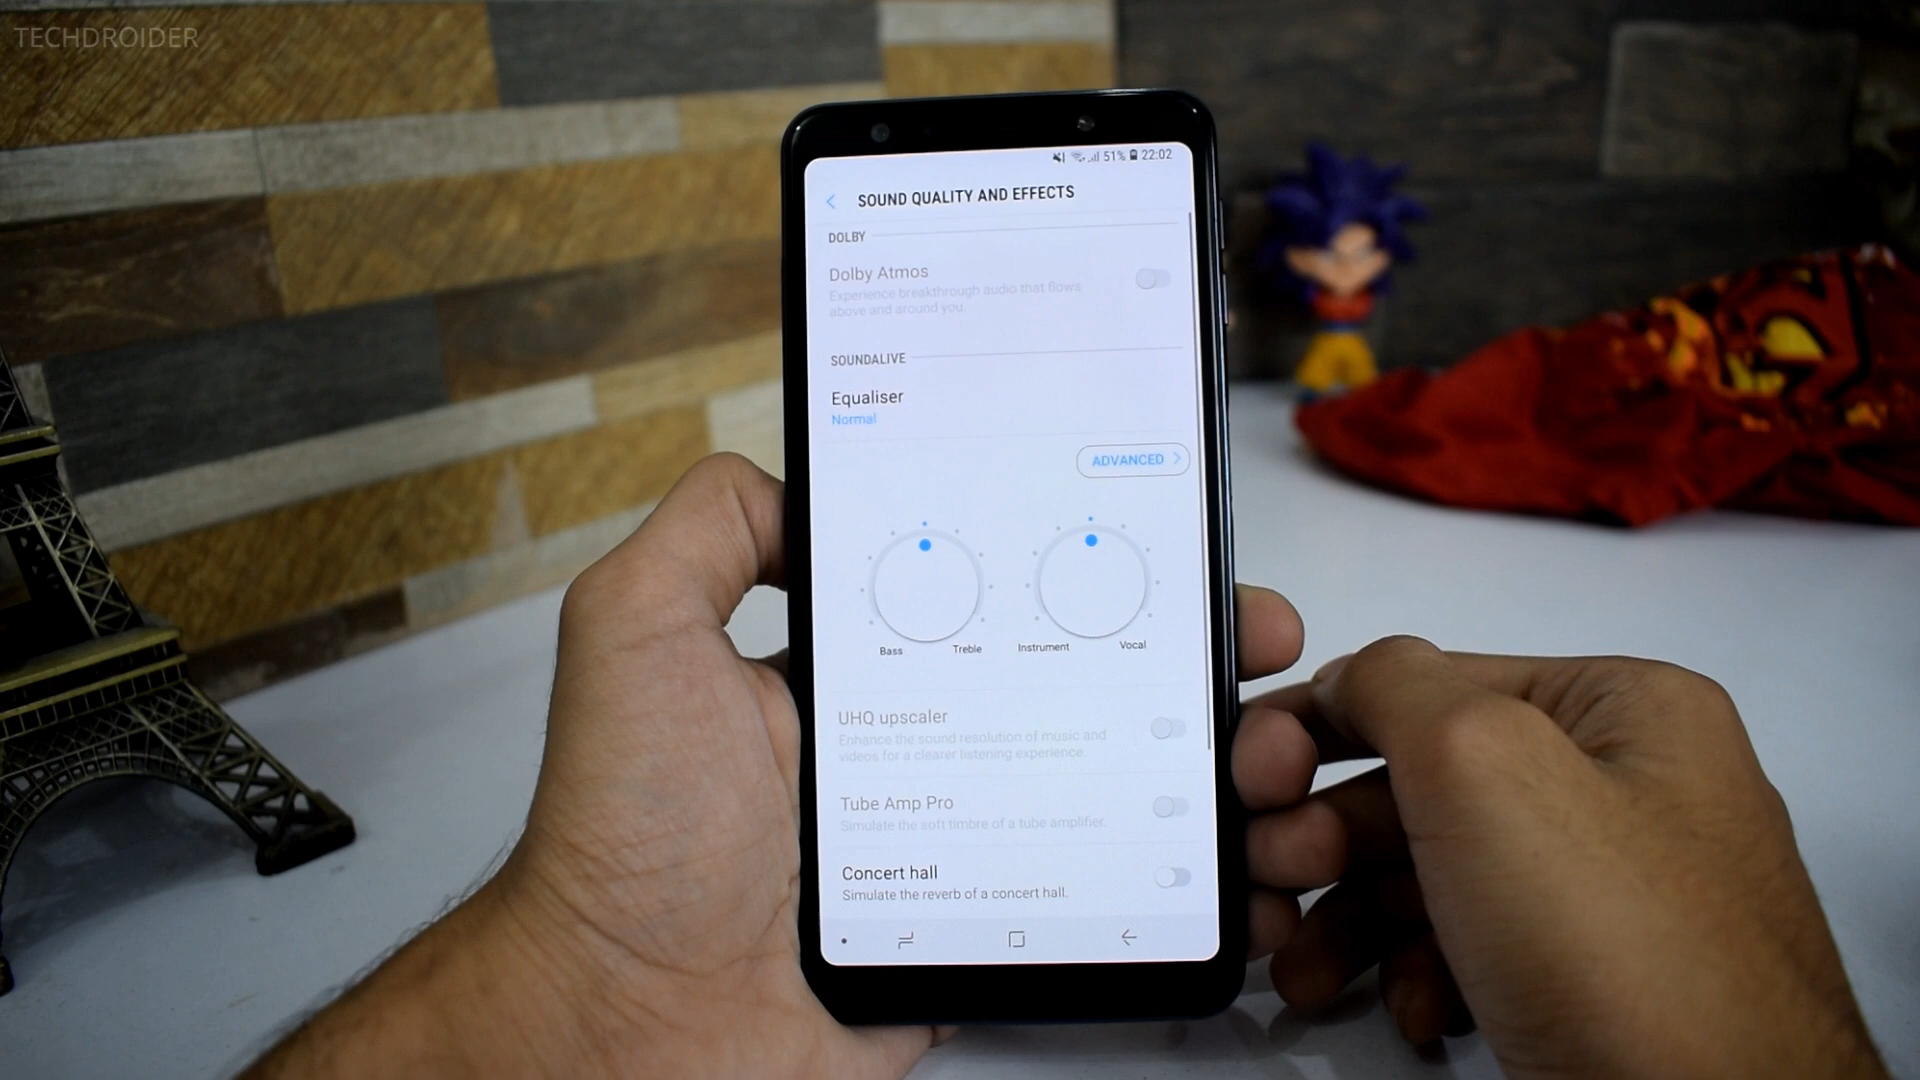 TECHDROIDER
51% 22:02
SOUND QUALITY AND EFFECTS
DOLBY
Dolby Atmos
Experience breakthrough audio that flows
above and around you.
SOUNDALIVE
Equaliser
Normal
ADVANCED
Bass Treble Instrument Vocal
UHQ upscaler
Enhance the sound resolution of music and
videos for a clearer listening experience.
Tube Amp Pro
Simulate the soft timbre of a tube amplifier.
Concert hall
Simulate the reverb of a concert hall.